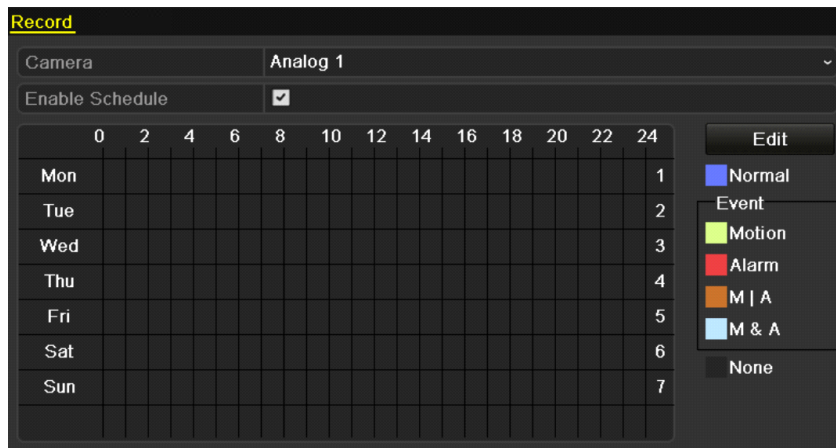 Record
Camera Analog 1
Enable Schedule
0 2 4 6 8 10 12 14 16 18 20 22 24
Edit
Mon 1
Normal
Event
Tue 2
Motion
Wed 3
Alarm
Thu 4
M | A
Fri 5
M & A
Sat 6
None
Sun 7